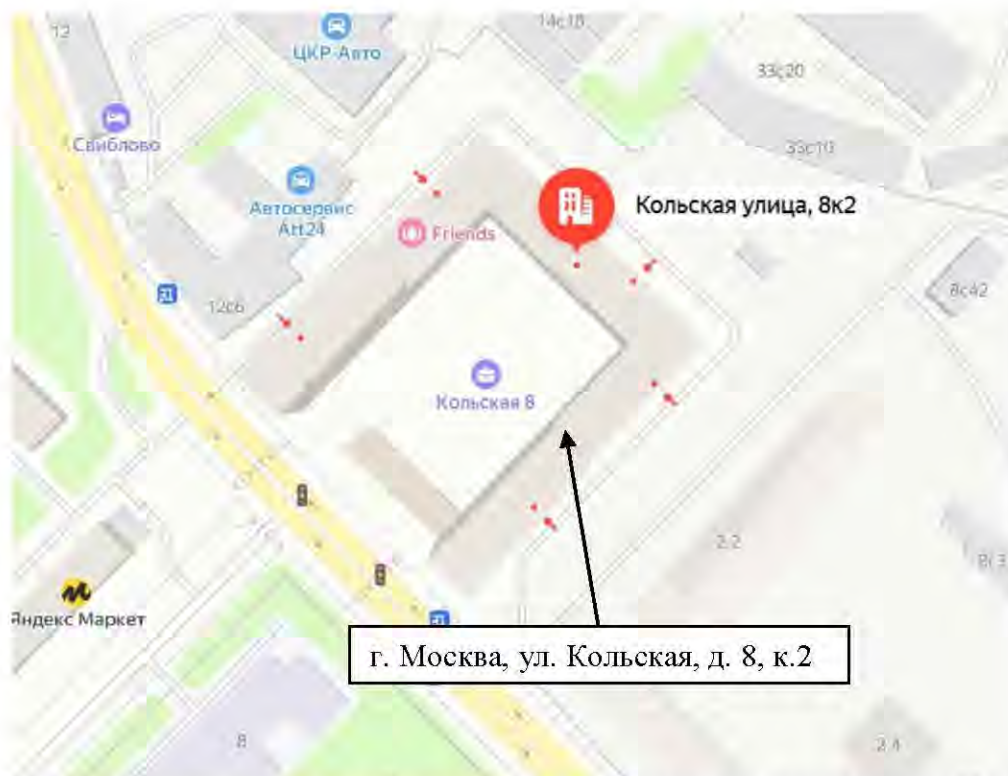 12
14с18
ЦКР-Авто
33с20
Свиблово
33с10
Автосервис
Att24
Friends
Кольская улица, 8к2
12с6
8с42
Кольская 8
2.2
Яндекс Маркет
г. Москва, ул. Кольская, д. 8, к.2
8
2.4